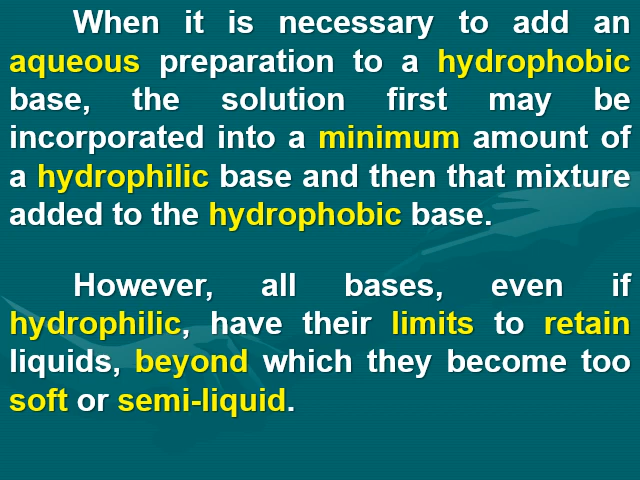 When it is necessary to add an
aqueous preparation to a hydrophobic
base, the solution first may be
incorporated into a minimum amount of
a hydrophilic base and then that mixture
added to the hydrophobic base.
However, all bases, even if
hydrophilic, have their limits to retain
liquids, beyond which they become too
soft or semi-liquid.